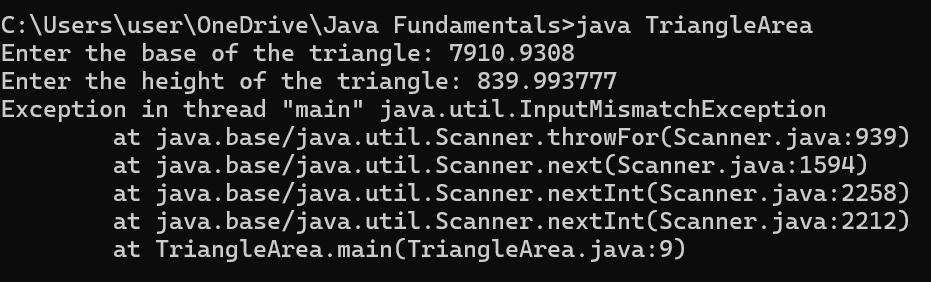 C:\Users\user\OneDrive\Java Fundamentals>java TriangleArea
Enter the base of the triangle: 7910.9308
Enter the height of the triangle: 839.993777
Exception in thread "main" java.util.InputMismatchException
        at java.base/java.util.Scanner.throwFor(Scanner.java:939)
        at java.base/java.util.Scanner.next(Scanner.java:1594)
        at java.base/java.util.Scanner.nextInt(Scanner.java:2258)
        at java.base/java.util.Scanner.nextInt(Scanner.java:2212)
        at TriangleArea.main(TriangleArea.java:9)